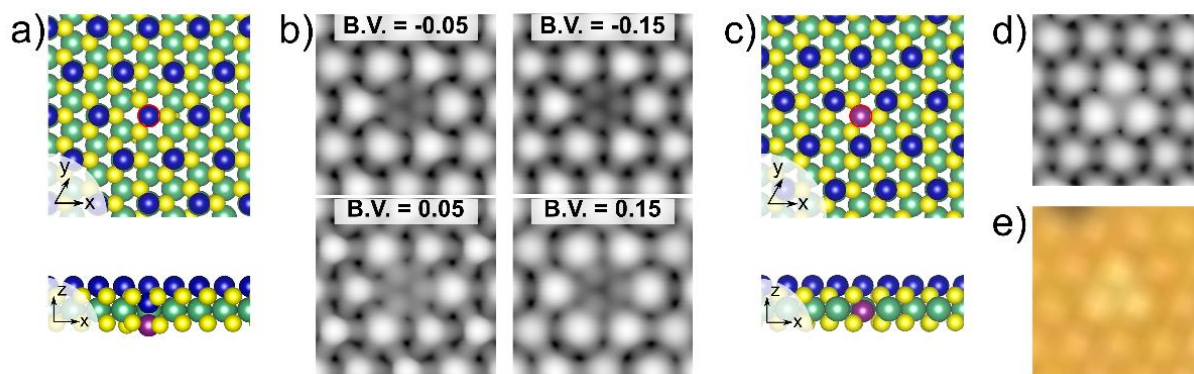 a)
y
x
z
x
b)
B.V. = -0.05
B.V. = -0.15
B.V. = 0.05
B.V. = 0.15
c)
y
x
z
x
d)
e)